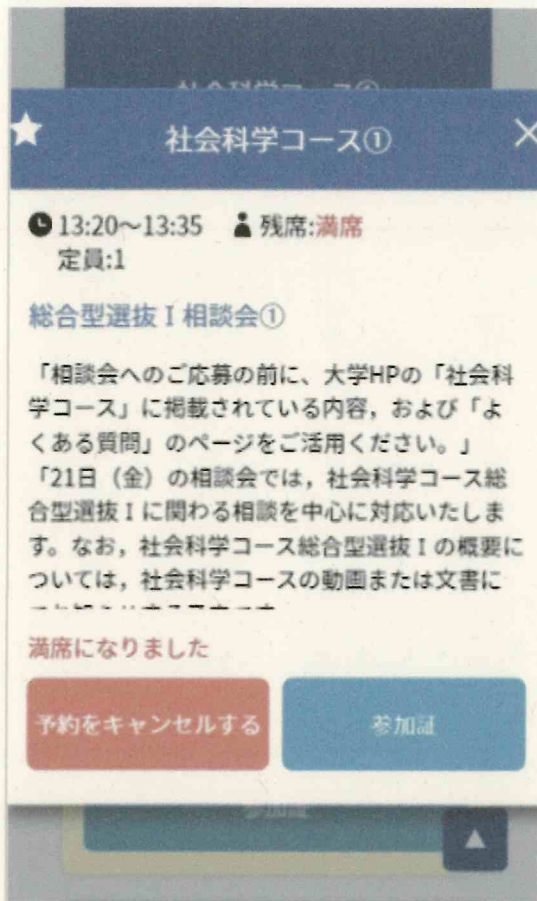 社会科学コース①
13:20～13:35 残席:満席
定員:1
総合型選抜Ⅰ相談会①
「相談会へのご応募の前に、大学HPの「社会科
学コース」に掲載されている内容，および「よ
くある質問」のページをご活用ください。」
「21日（金）の相談会では，社会科学コース総
合型選抜Ⅰに関わる相談を中心に対応いたしま
す。なお，社会科学コース総合型選抜Ⅰの概要に
ついては，社会科学コースの動画または文書に
満席になりました
予約をキャンセルする 参加証